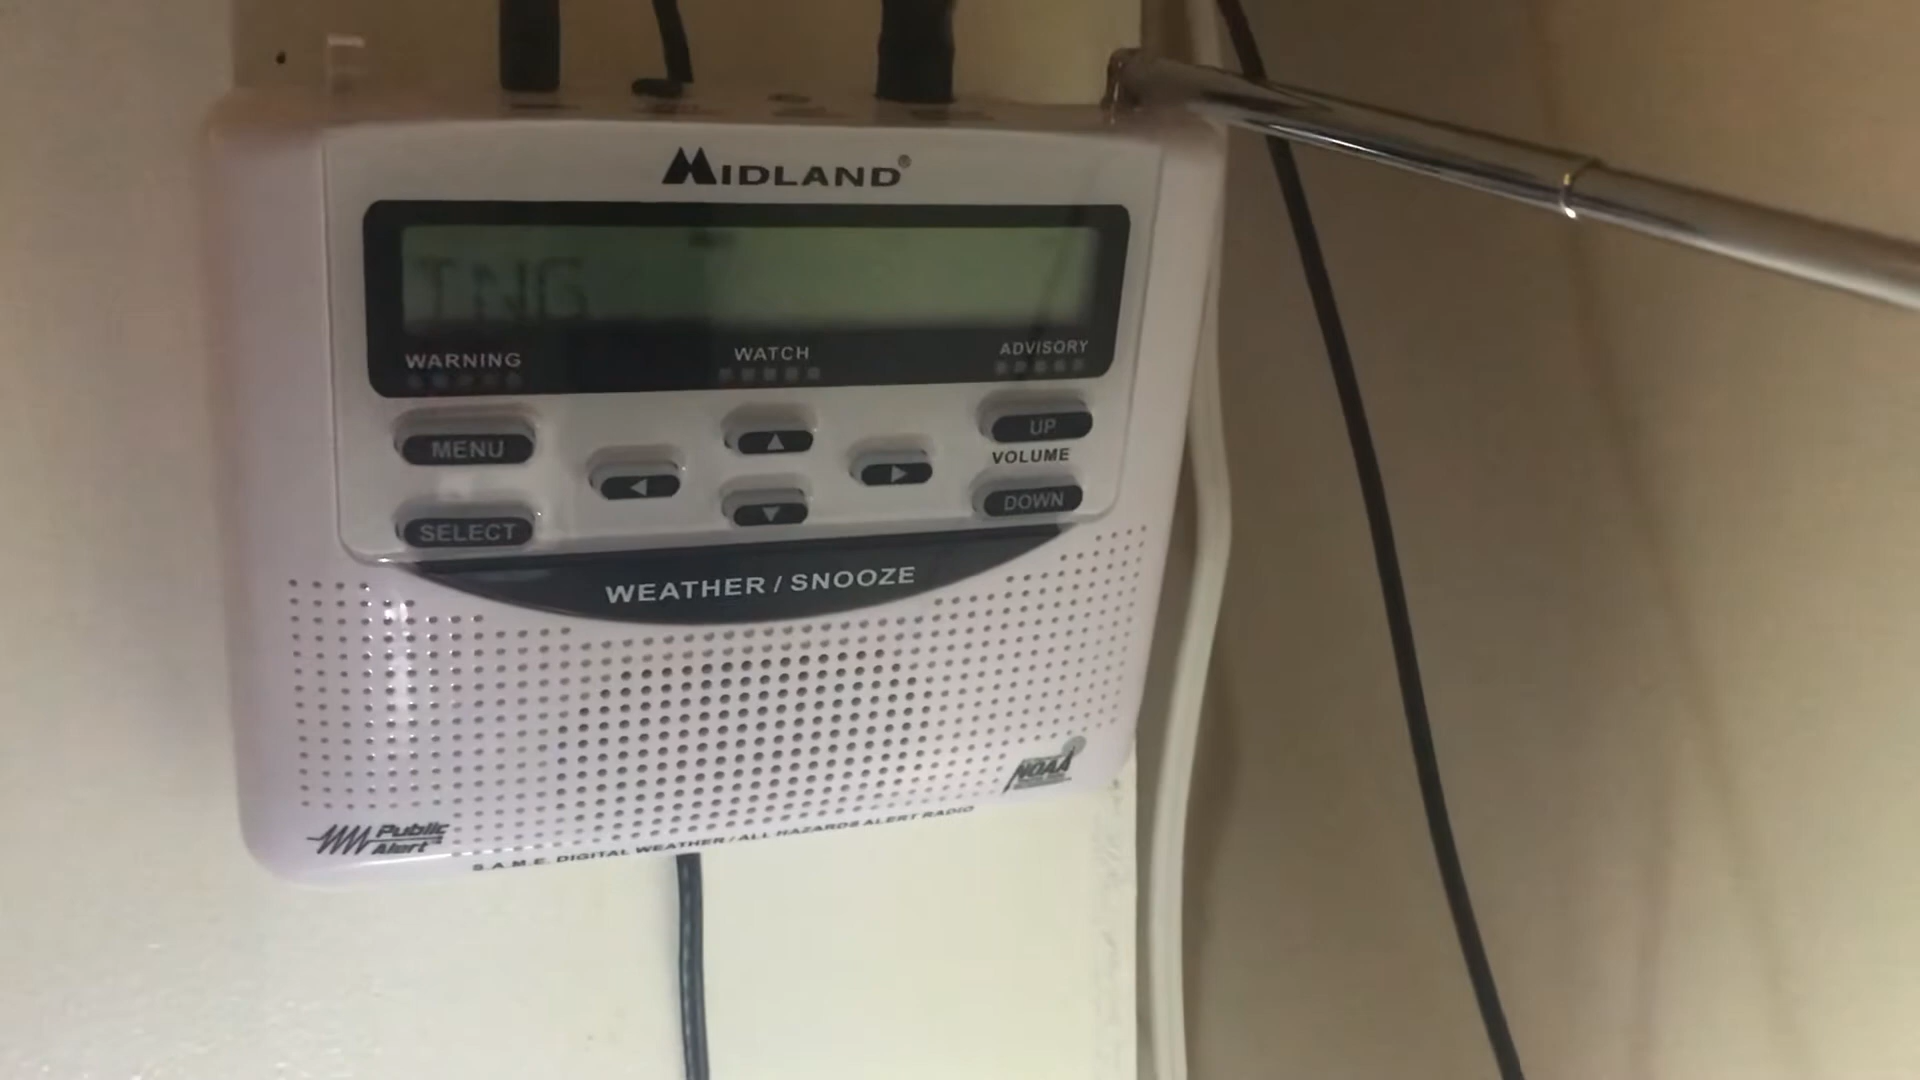 MIDLAND®
WARNING
WATCH
ADVISORY
MENU
UP
VOLUME
SELECT
DOWN
WEATHER / SNOOZE
NOAA
Public
Alert
S.A.M.E. DIGITAL WEATHER / ALL HAZARDS ALERT RADIO